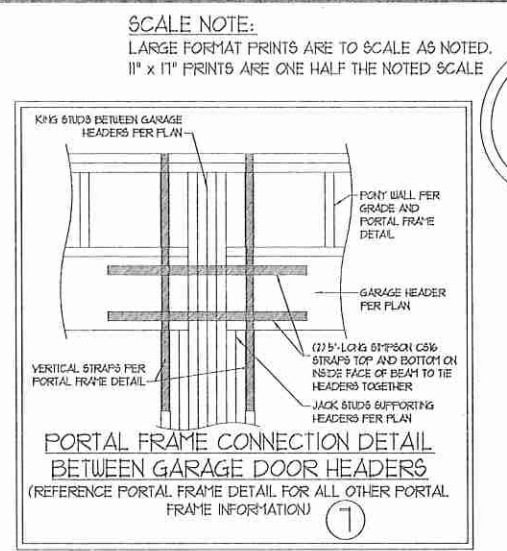 SCALE NOTE:
LARGE FORMAT PRINTS ARE TO SCALE AS NOTED.
11" x 17" PRINTS ARE ONE HALF THE NOTED SCALE
KING STUDS BETWEEN GARAGE
HEADERS PER PLAN
PONY WALL PER
GRADE AND
PORTAL FRAME
DETAIL
GARAGE HEADER
PER PLAN
(2) 5'-LONG SIMPSON CS16
STRAPS TOP AND BOTTOM ON
INSIDE FACE OF BEAM TO TIE
HEADERS TOGETHER
VERTICAL STRAPS PER
PORTAL FRAME DETAIL
JACK STUDS SUPPORTING
HEADERS PER PLAN
PORTAL FRAME CONNECTION DETAIL
BETWEEN GARAGE DOOR HEADERS
(REFERENCE PORTAL FRAME DETAIL FOR ALL OTHER PORTAL
FRAME INFORMATION)
7